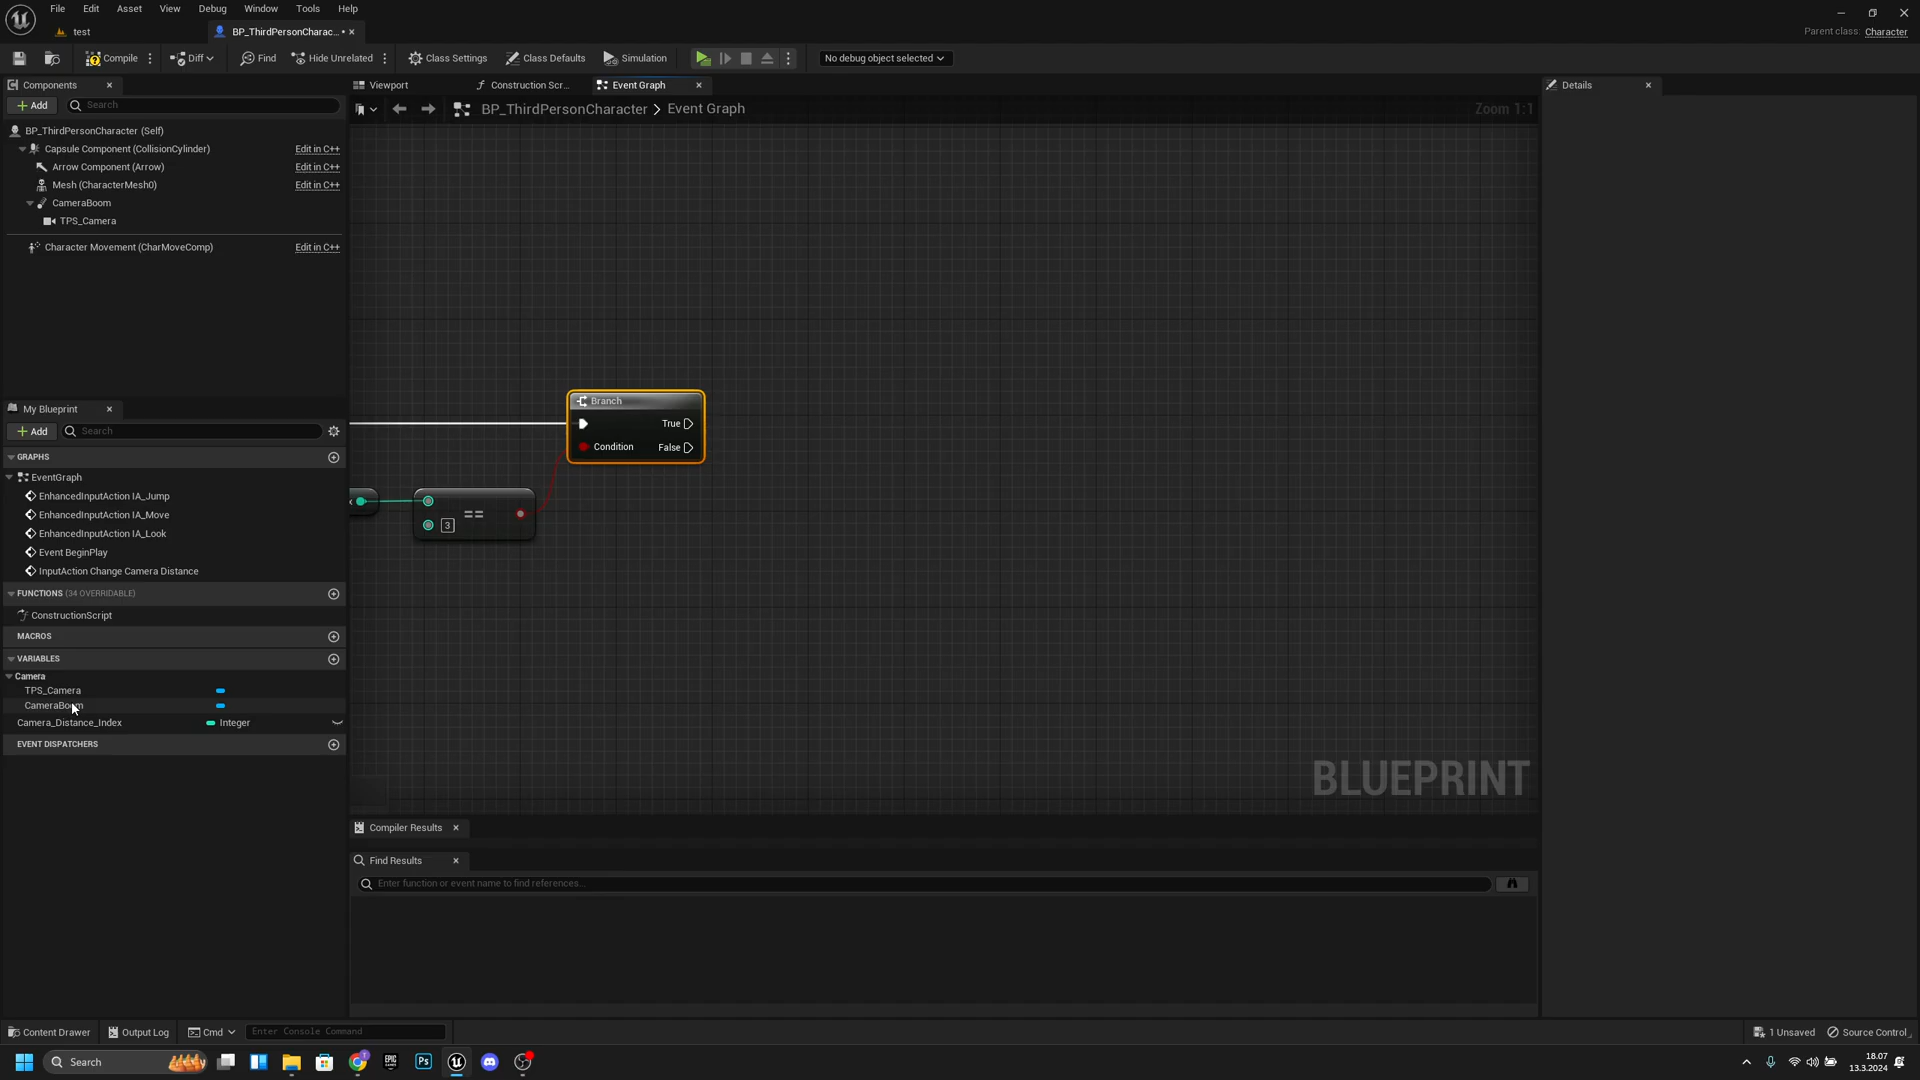 File Edit Asset View Debug Window Tools Help
test
BP_ThirdPersonCharac... •
Parent class: Character
Compile Diff Find Hide Unrelated Class Settings Class Defaults Simulation No debug object selected
Components
Viewport Construction Scr... Event Graph
Details
Add Search
BP_ThirdPersonCharacter > Event Graph
Zoom 1:1
BP_ThirdPersonCharacter (Self)
Capsule Component (CollisionCylinder) Edit in C++
Arrow Component (Arrow) Edit in C++
Mesh (CharacterMesh0) Edit in C++
CameraBoom
TPS_Camera
Character Movement (CharMoveComp) Edit in C++
Branch
True
Condition False
==
3
My Blueprint
Add Search
GRAPHS
EventGraph
EnhancedInputAction IA_Jump
EnhancedInputAction IA_Move
EnhancedInputAction IA_Look
Event BeginPlay
InputAction Change Camera Distance
FUNCTIONS (34 OVERRIDABLE)
ConstructionScript
MACROS
VARIABLES
Camera
TPS_Camera
CameraBoom
Camera_Distance_Index Integer
EVENT DISPATCHERS
BLUEPRINT
Compiler Results
Find Results
Enter function or event name to find references...
Content Drawer Output Log Cmd Enter Console Command
1 Unsaved Source Control
Search
EPIC
GAMES
Ps
18.07
13.3.2024